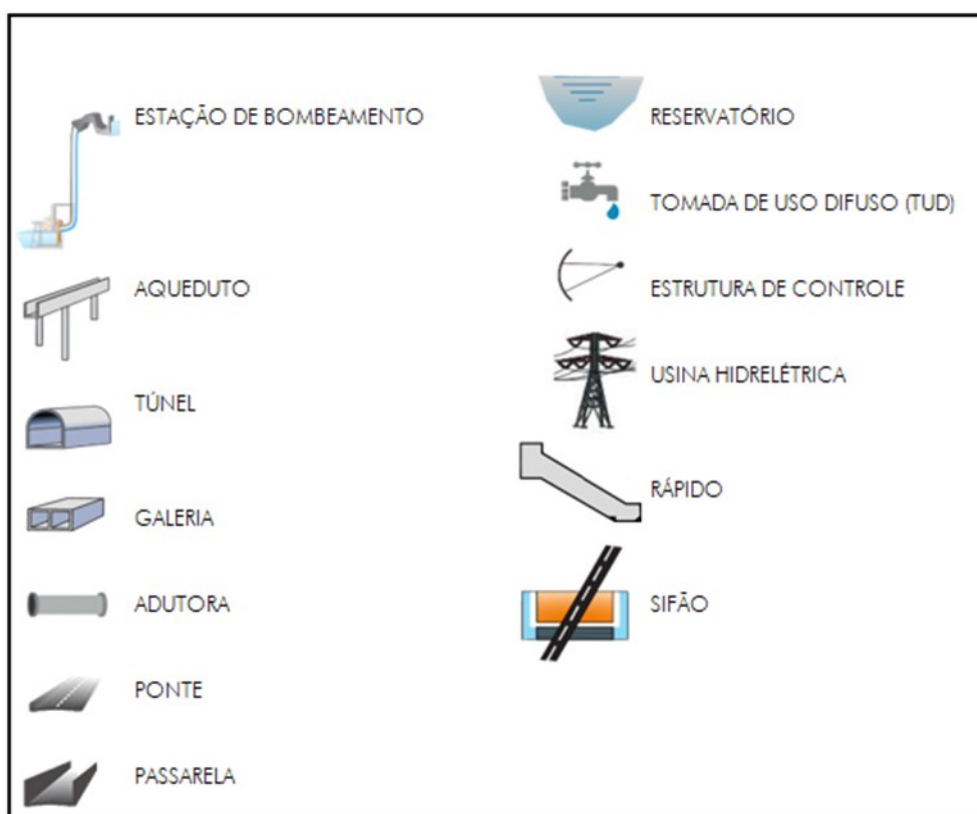 ESTAÇÃO DE BOMBEAMENTO
AQUEDUTO
TÚNEL
GALERIA
ADUTORA
PONTE
PASSARELA
RESERVATÓRIO
TOMADA DE USO DIFUSO (TUD)
ESTRUTURA DE CONTROLE
USINA HIDRELÉTRICA
RÁPIDO
SIFÃO